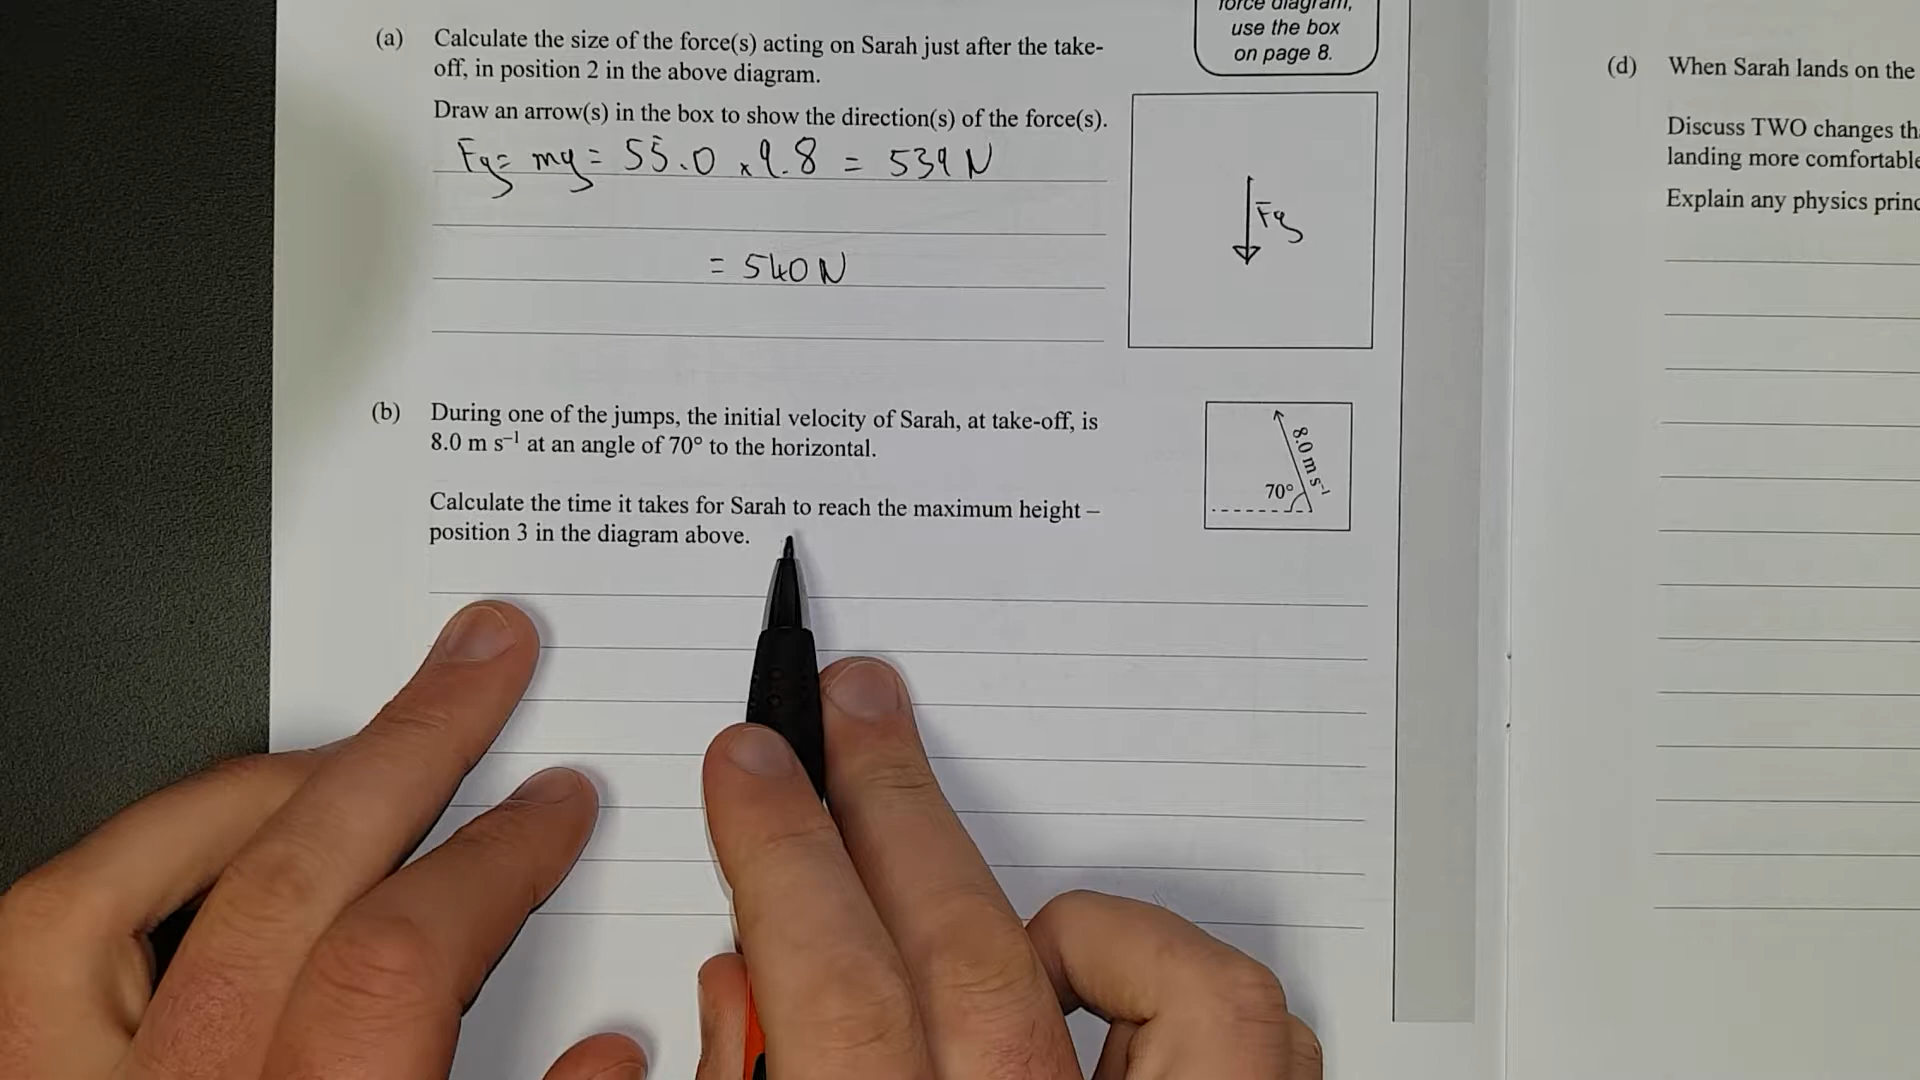 force diagram,
use the box
on page 8.
(a) Calculate the size of the force(s) acting on Sarah just after the take-
off, in position 2 in the above diagram.
Draw an arrow(s) in the box to show the direction(s) of the force(s).
Fg = mg = 55.0 × 9.8 = 539 N
= 540 N
Fg
(b) During one of the jumps, the initial velocity of Sarah, at take-off, is
8.0 m s⁻¹ at an angle of 70° to the horizontal.
8.0 m s⁻¹
70°
Calculate the time it takes for Sarah to reach the maximum height –
position 3 in the diagram above.
(d) When Sarah lands on the
Discuss TWO changes
landing more
Explain any physics